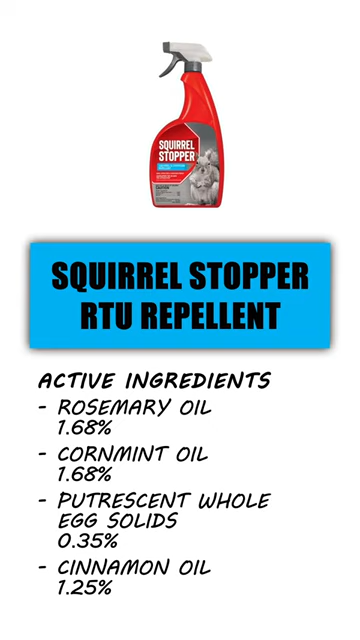 SQUIRREL
STOPPER
SQUIRREL STOPPER
RTU REPELLENT
ACTIVE INGREDIENTS
- ROSEMARY OIL
1.68%
- CORNMINT OIL
1.68%
- PUTRESCENT WHOLE
EGG SOLIDS
0.35%
- CINNAMON OIL
1.25%